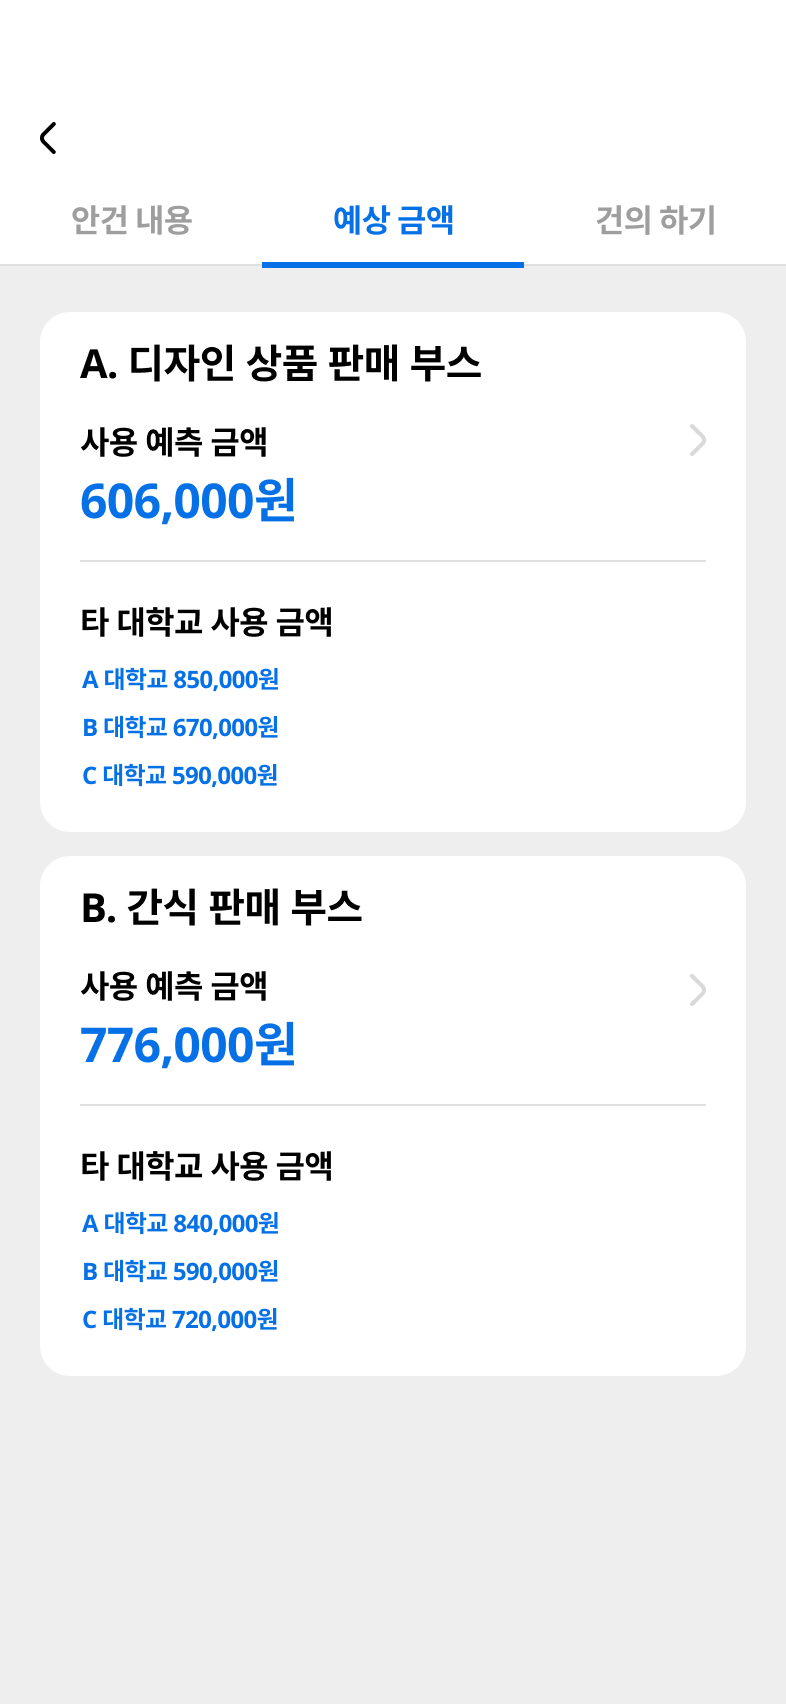 안건 내용
예상 금액
건의 하기
A. 디자인 상품 판매 부스
사용 예측 금액
606,000원
타 대학교 사용 금액
A 대학교 850,000원
B 대학교 670,000원
C 대학교 590,000원
B. 간식 판매 부스
사용 예측 금액
776,000원
타 대학교 사용 금액
A 대학교 840,000원
B 대학교 590,000원
C 대학교 720,000원